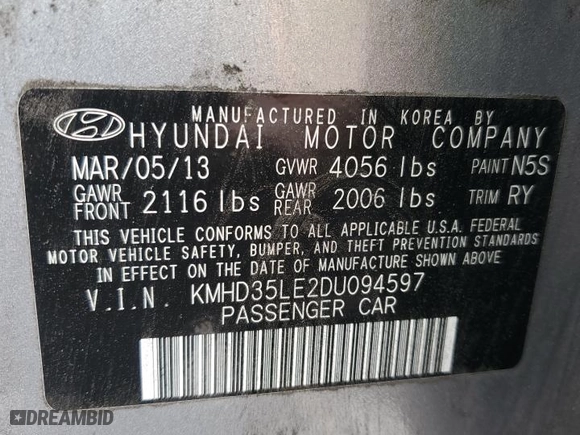 MANUFACTURED IN KOREA BY
HYUNDAI MOTOR COMPANY
MAR/05/13 GVWR 4056 lbs PAINT N5S
GAWR FRONT 2116 lbs GAWR REAR 2006 lbs TRIM RY
THIS VEHICLE CONFORMS TO ALL APPLICABLE U.S.A. FEDERAL
MOTOR VEHICLE SAFETY, BUMPER, AND THEFT PREVENTION STANDARDS
IN EFFECT ON THE DATE OF MANUFACTURE SHOWN ABOVE
V.I.N. KMHD35LE2DU094597
PASSENGER CAR
DREAMBID